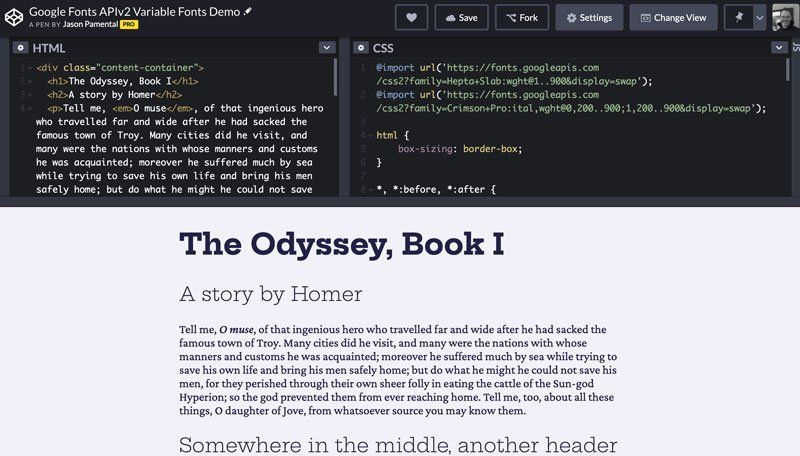 Google Fonts APIv2 Variable Fonts Demo
A PEN BY Jason Pamental PRO
Save
Fork
Settings
Change View
HTML
1 <div class="content-container">
2 <h1>The Odyssey, Book I</h1>
3 <h2>A story by Homer</h2>
4 <p>Tell me, <em>O muse</em>, of that ingenious hero
who travelled far and wide after he had sacked the
famous town of Troy. Many cities did he visit, and
many were the nations with whose manners and customs
he was acquainted; moreover he suffered much by sea
while trying to save his own life and bring his men
safely home; but do what he might he could not save
CSS
1 @import url('https://fonts.googleapis.com
/css2?family=Hepta+Slab:wght@1..900&display=swap');
2 @import url('https://fonts.googleapis.com
/css2?family=Crimson+Pro:ital,wght@0,200..900;1,200..900&display=swap');
3
4 html {
5 box-sizing: border-box;
6 }
7
8 *, *:before, *:after {
The Odyssey, Book I
A story by Homer
Tell me, O muse, of that ingenious hero who travelled far and wide after he had sacked the
famous town of Troy. Many cities did he visit, and many were the nations with whose
manners and customs he was acquainted; moreover he suffered much by sea while trying to
save his own life and bring his men safely home; but do what he might he could not save his
men, for they perished through their own sheer folly in eating the cattle of the Sun-god
Hyperion; so the god prevented them from ever reaching home. Tell me, too, about all these
things, O daughter of Jove, from whatsoever source you may know them.
Somewhere in the middle, another header